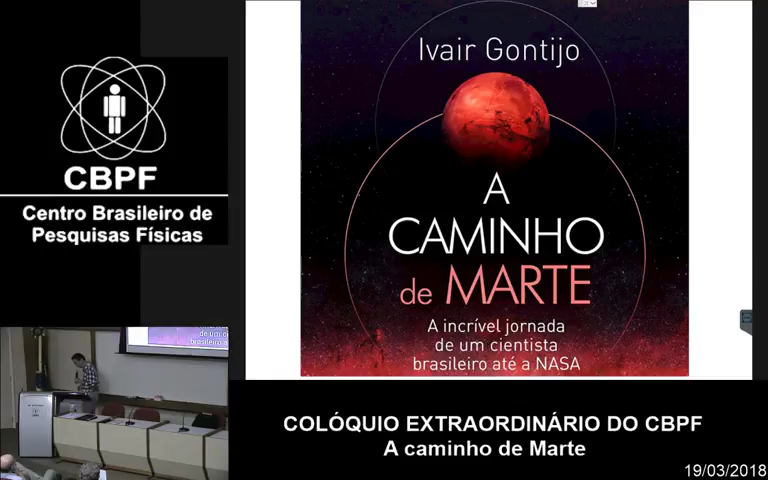 CBPF
Centro Brasileiro de
Pesquisas Físicas
Ivair Gontijo
A
CAMINHO
de MARTE
A incrível jornada
de um cientista
brasileiro até a NASA
COLÓQUIO EXTRAORDINÁRIO DO CBPF
A caminho de Marte
19/03/2018